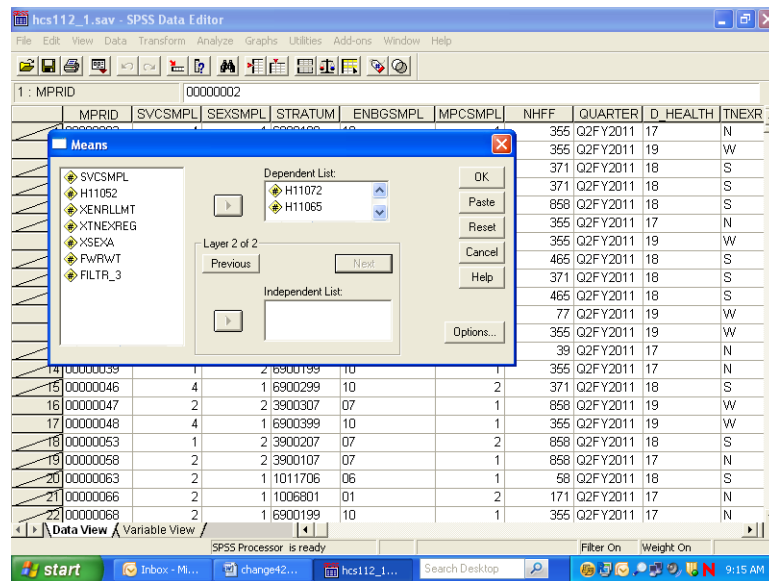 hcs112_1.sav - SPSS Data Editor
File Edit View Data Transform Analyze Graphs Utilities Add-ons Window Help
1 : MPRID 00000002
MPRID SVCSMPL SEXSMPL STRATUM ENBGSMPL MPCSMPL NHFF QUARTER D_HEALTH TNEXR
355 Q2FY2011 17 N
355 Q2FY2011 19 W
371 Q2FY2011 18 S
371 Q2FY2011 18 S
858 Q2FY2011 18 S
355 Q2FY2011 17 N
355 Q2FY2011 19 W
465 Q2FY2011 18 S
371 Q2FY2011 18 S
465 Q2FY2011 18 S
77 Q2FY2011 19 W
355 Q2FY2011 19 W
39 Q2FY2011 17 N
Means
SVCSMPL
H11052
XENRLLMT
XTNEXREG
XSEXA
FWRWT
FILTR_3
Dependent List:
H11072
H11065
Layer 2 of 2
Previous Next
Independent List:
OK
Paste
Reset
Cancel
Help
Options...
14 00000039 1 2 6900199 10 1 355 Q2FY2011 17 N
15 00000046 4 1 6900299 10 2 371 Q2FY2011 18 S
16 00000047 2 2 3900307 07 1 858 Q2FY2011 19 W
17 00000048 4 1 6900399 10 1 355 Q2FY2011 19 W
18 00000053 1 2 3900207 07 2 858 Q2FY2011 18 S
19 00000058 2 2 3900107 07 1 858 Q2FY2011 17 N
20 00000063 2 1 1011706 06 1 58 Q2FY2011 18 S
21 00000066 2 1 1006801 01 2 171 Q2FY2011 17 N
22 00000068 2 1 6900199 10 1 355 Q2FY2011 17 N
Data View Variable View
SPSS Processor is ready Filter On Weight On
start Inbox - Mi... change42... hcs112_1... Search Desktop 9:15 AM